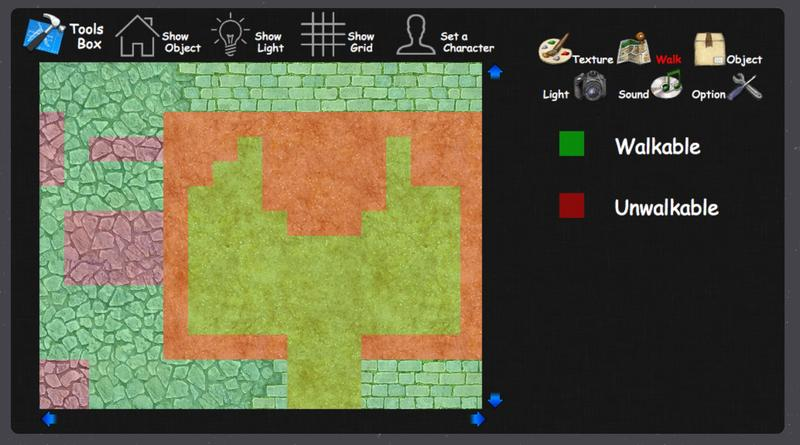 Tools Box
Show Object
Show Light
Show Grid
Set a Character
Texture
Walk
Object
Light
Sound
Option
Walkable
Unwalkable